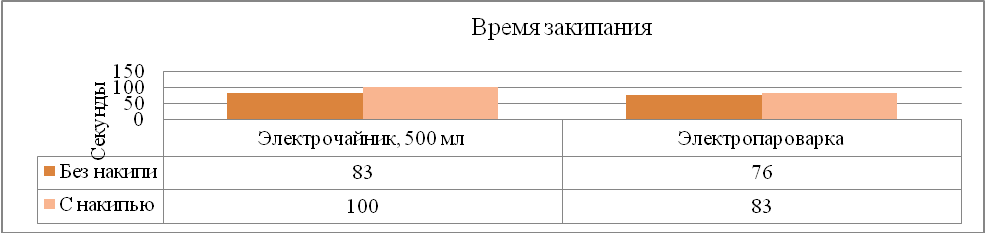 Время закипания
Секунды
150
100
50
0
Электрочайник, 500 мл Электропароварка
Без накипи 83 76
С накипью 100 83